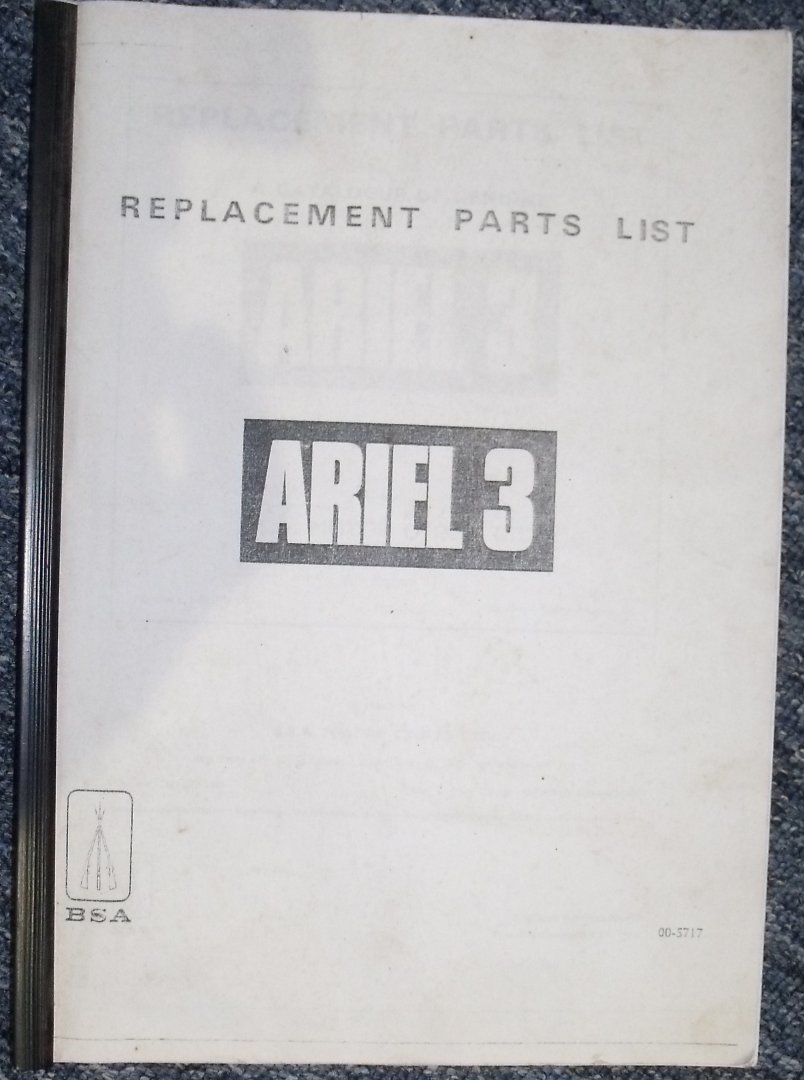 REPLACEMENT PARTS LIST
ARIEL 3
BSA
00-5717